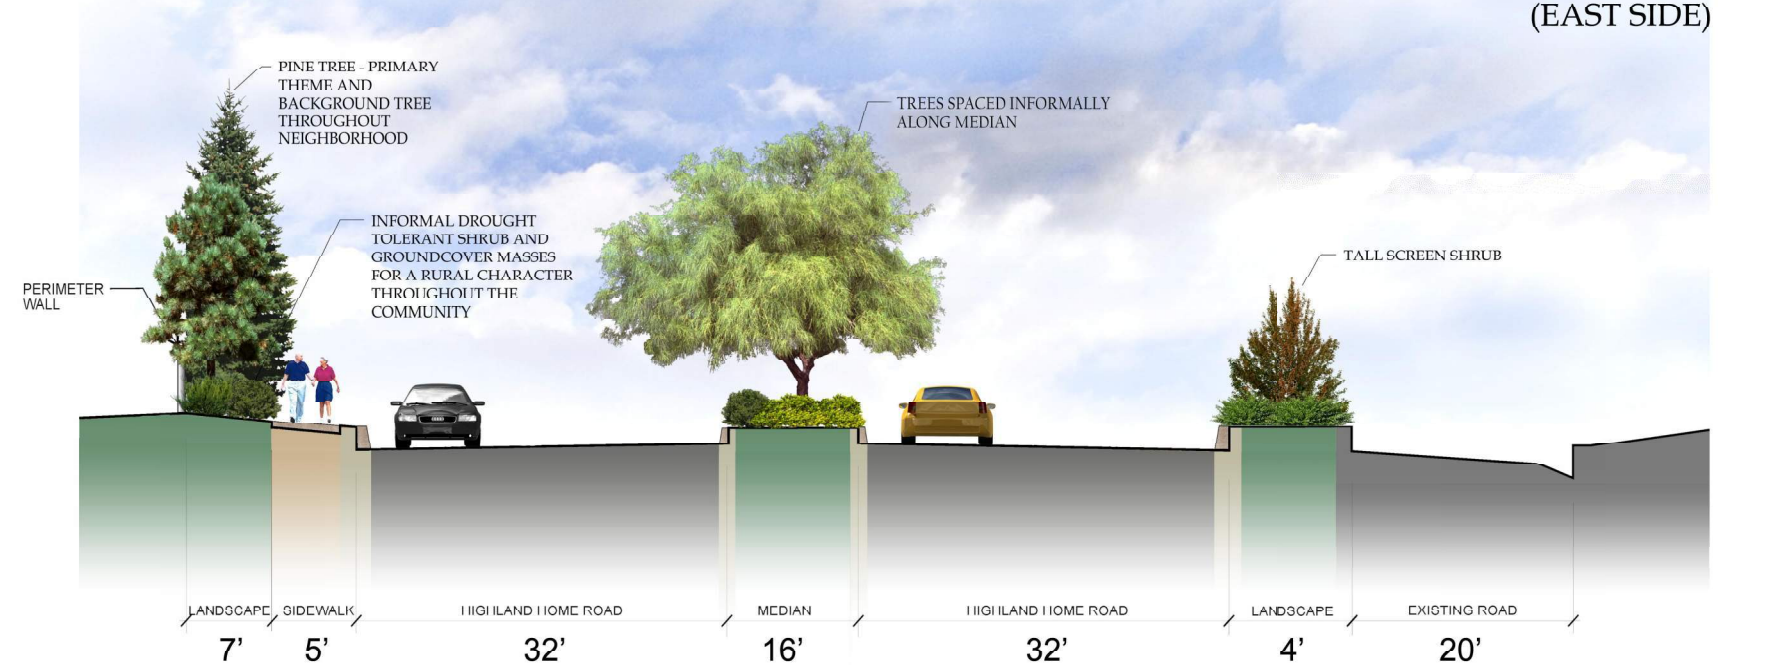 (EAST SIDE)
PINE TREE - PRIMARY
THEME AND
BACKGROUND TREE
THROUGHOUT
NEIGHBORHOOD
TREES SPACED INFORMALLY
ALONG MEDIAN
INFORMAL DROUGHT
TOLERANT SHRUB AND
GROUNDCOVER MASSES
FOR A RURAL CHARACTER
THROUGHOUT THE
COMMUNITY
TALL SCREEN SHRUB
PERIMETER
WALL
LANDSCAPE SIDEWALK HIGHLAND HOME ROAD MEDIAN HIGHLAND HOME ROAD LANDSCAPE EXISTING ROAD
7' 5' 32' 16' 32' 4' 20'